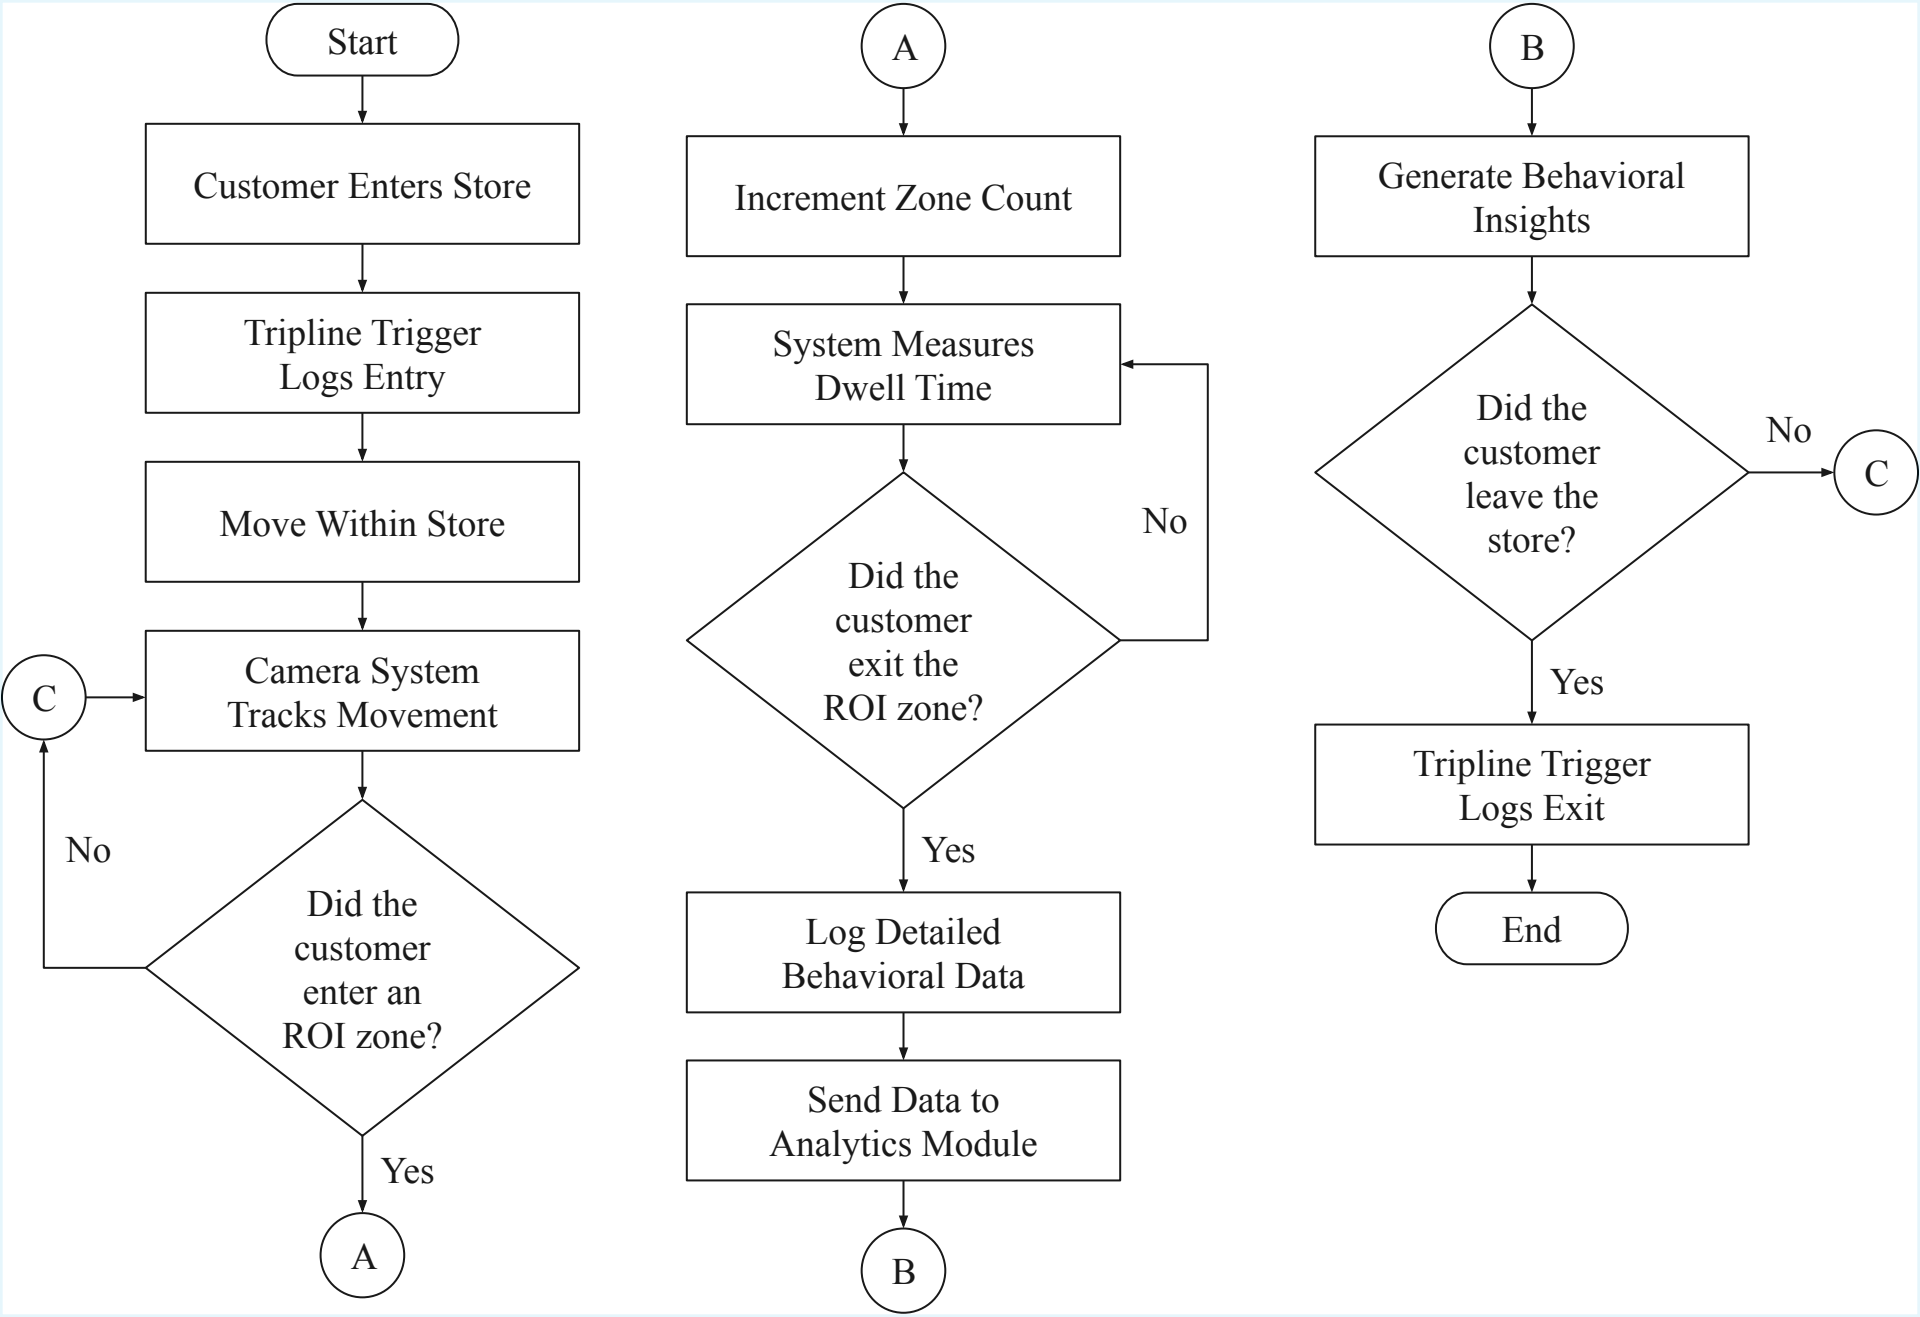 Start
Customer Enters Store
Tripline Trigger
Logs Entry
Move Within Store
C
Camera System
Tracks Movement
No
Did the
customer
enter an
ROI zone?
Yes
A
A
Increment Zone Count
System Measures
Dwell Time
No
Did the
customer
exit the
ROI zone?
Yes
Log Detailed
Behavioral Data
Send Data to
Analytics Module
B
B
Generate Behavioral
Insights
Did the
customer
leave the
store?
No
C
Yes
Tripline Trigger
Logs Exit
End